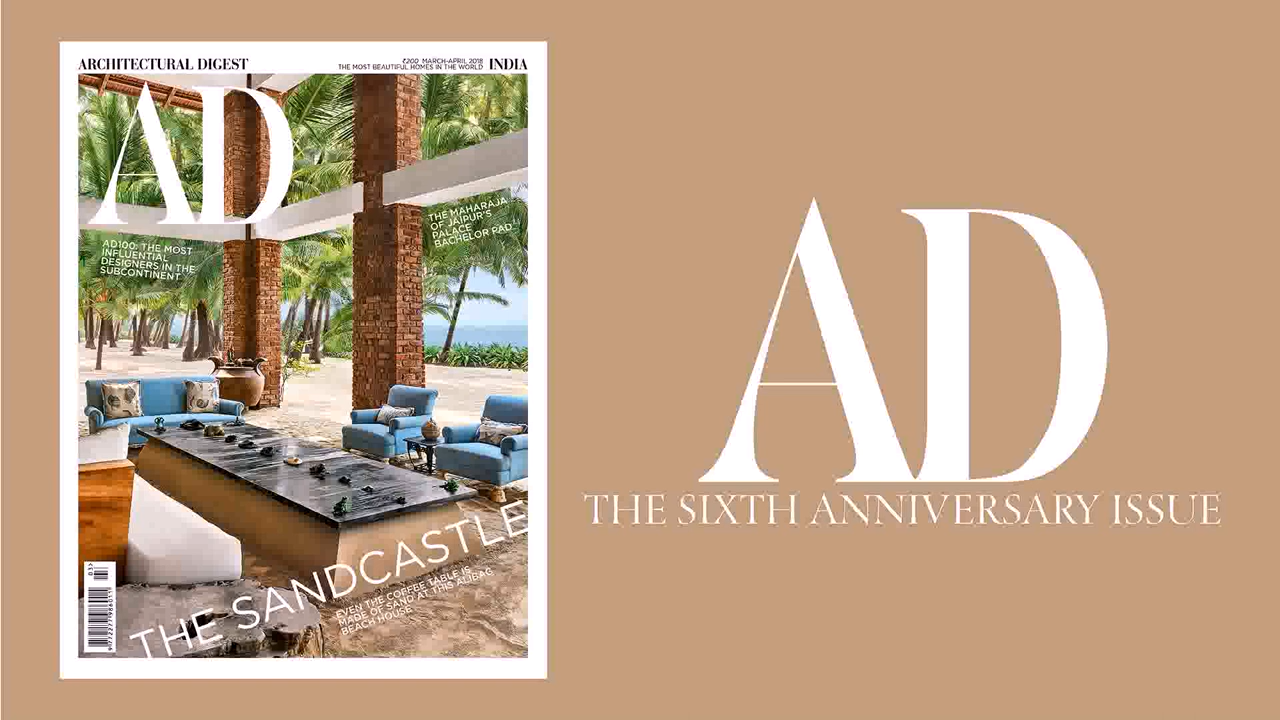 ARCHITECTURAL DIGEST
₹200 MARCH-APRIL 2018
THE MOST BEAUTIFUL HOMES IN THE WORLD
INDIA
AD
AD100: THE MOST
INFLUENTIAL
DESIGNERS IN THE
SUBCONTINENT
THE MAHARAJA
OF JAIPUR'S
PALACE
BACHELOR PAD
THE SANDCASTLE
EVEN THE COFFEE TABLE IS
MADE OF SAND AT THIS ALIBAG
BEACH HOUSE
AD
THE SIXTH ANNIVERSARY ISSUE